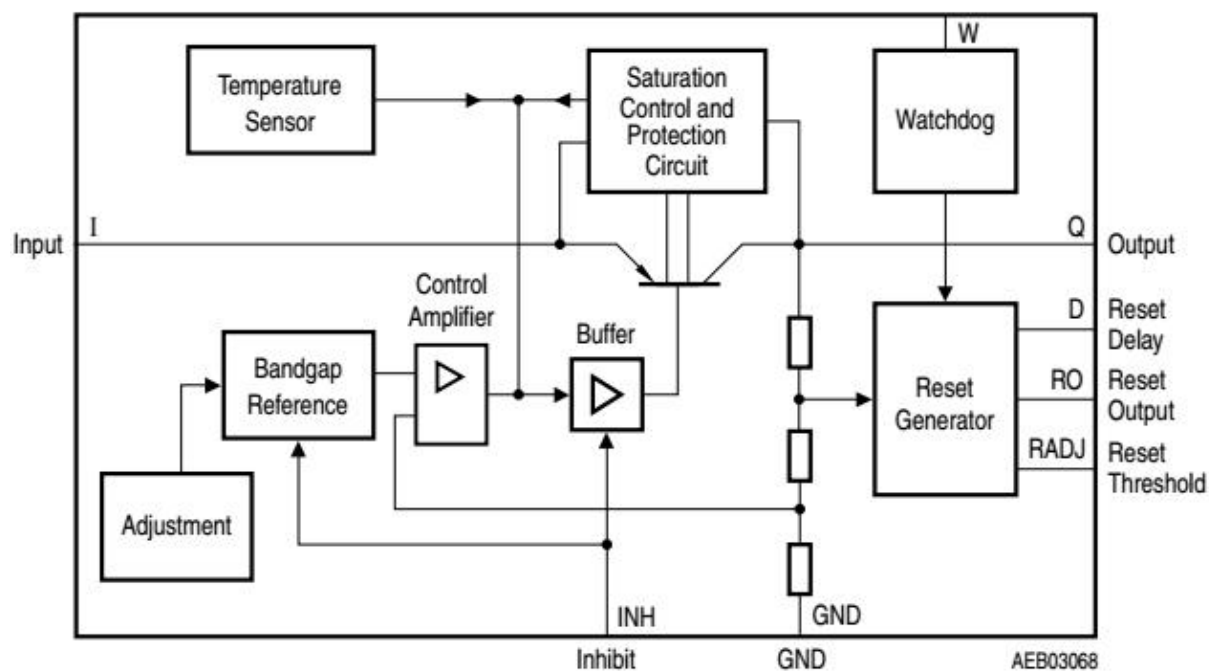 W
Temperature
Sensor
Saturation
Control and
Protection
Circuit
Watchdog
Input
I
Q
Output
Control
Amplifier
Buffer
D
Reset
Delay
Bandgap
Reference
Reset
Generator
RO
Reset
Output
RADJ
Reset
Threshold
Adjustment
INH
GND
Inhibit
GND
AEB03068